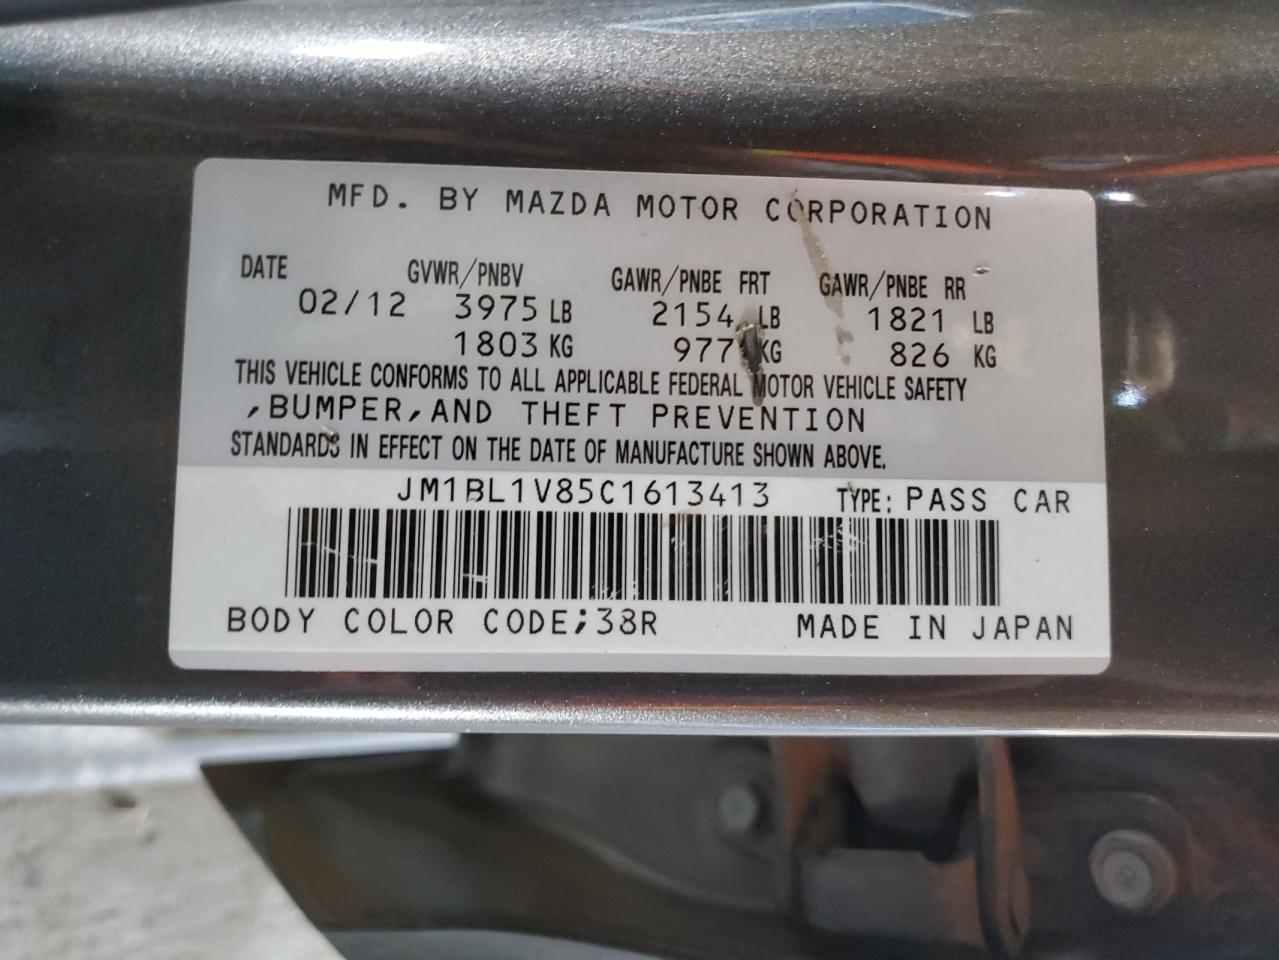 MFD. BY MAZDA MOTOR CORPORATION
DATE GVWR/PNBV GAWR/PNBE FRT GAWR/PNBE RR
02/12 3975 LB 2154 LB 1821 LB
1803 KG 977 KG 826 KG
THIS VEHICLE CONFORMS TO ALL APPLICABLE FEDERAL MOTOR VEHICLE SAFETY
,BUMPER,AND THEFT PREVENTION
STANDARDS IN EFFECT ON THE DATE OF MANUFACTURE SHOWN ABOVE.
JM1BL1V85C1613413 TYPE: PASS CAR
BODY COLOR CODE;38R MADE IN JAPAN